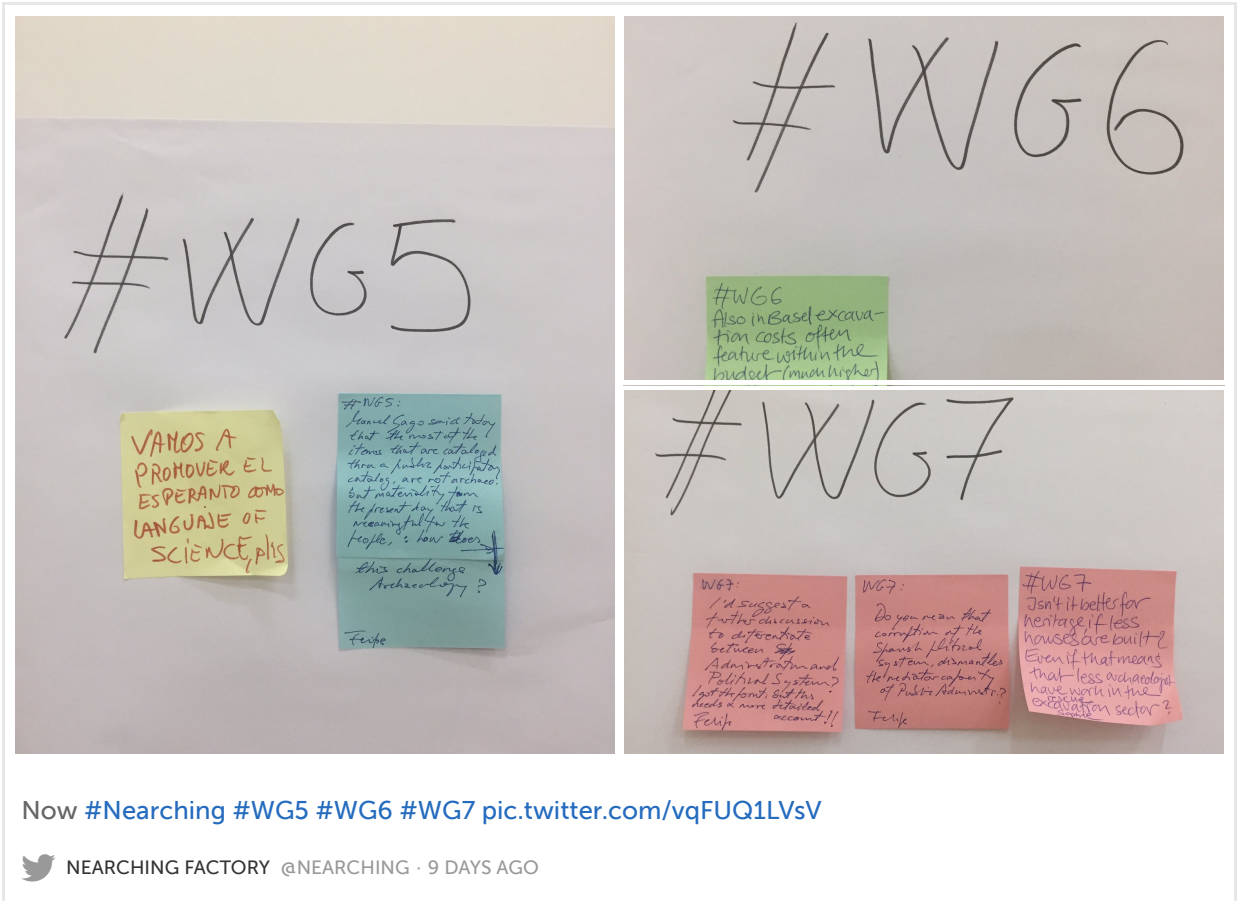 #WG5
VAMOS A
PROMOVER EL
ESPERANTO COMO
LANGUAJE OF
SCIENCE, plis
#WG5:
Manuel Gago said today
that the most of the
items that are cataloged
thru a public participatory
catalog, are not archaeo.
but materiality from
the present day that is
meaningful for the
people, : how does
this challenge
Archaeology?
Felipe
#WG6
#WG6
Also in Basel excava-
tion costs often
feature within the
budget (much higher)
#WG7
WG7:
I'd suggest a
further discussion
to diferentiate
between
Administration and
Political System?
I got the point, but this
needs a more detailed
account!!
Felipe
WG7:
Do you mean that
corruption at the
Spanish political
system, dismantles
the mediator capacity
of Public Administr.?
Felipe
#WG7
Isn't it better for
heritage if less
houses are built?
Even if that means
that less archaeologist
have work in the
rescue
excavation sector?
Now #Nearching #WG5 #WG6 #WG7 pic.twitter.com/vqFUQ1LVsV
NEARCHING FACTORY @NEARCHING · 9 DAYS AGO